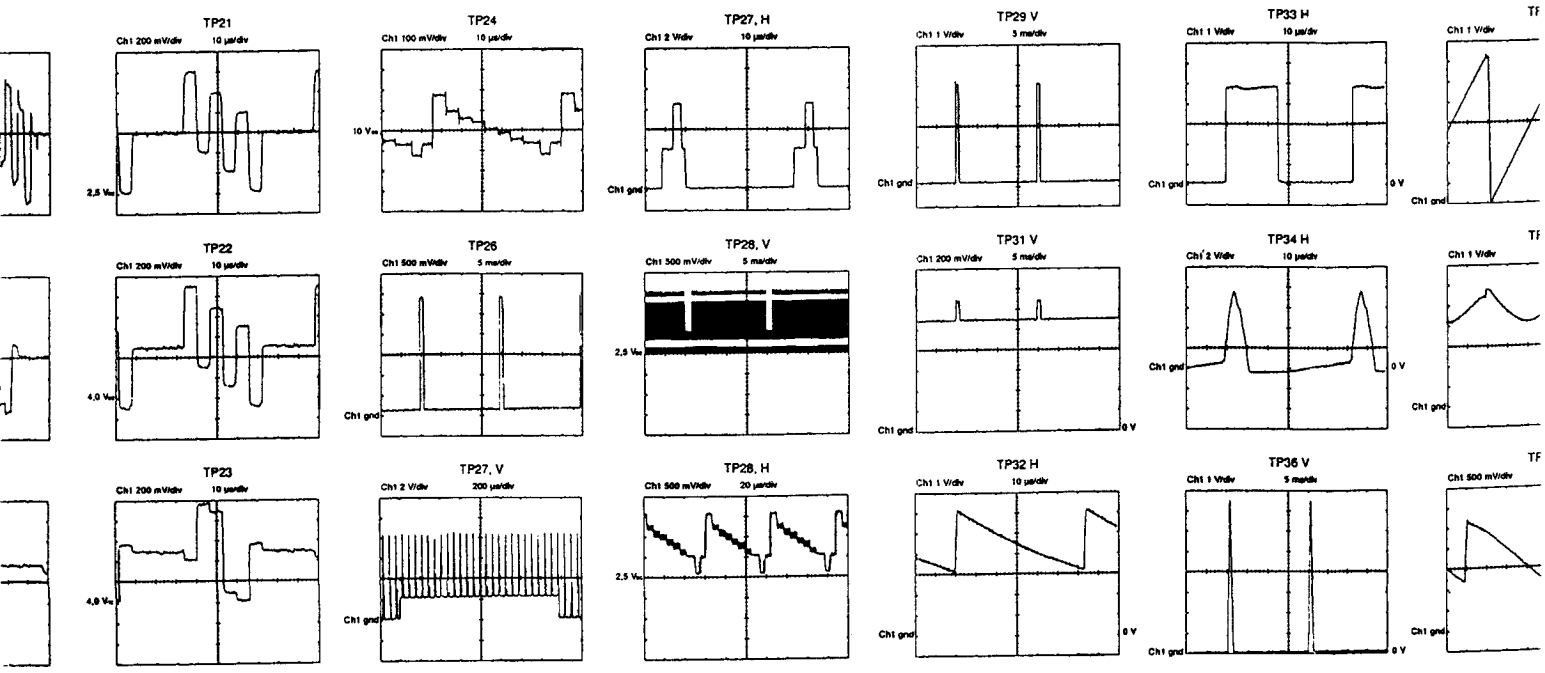 TP21
Ch1 200 mV/div 10 µs/div
2,5 V
TP24
Ch1 100 mV/div 10 µs/div
10 V
TP27, H
Ch1 2 V/div 10 µs/div
Ch1 gnd
TP29 V
Ch1 1 V/div 5 ms/div
Ch1 gnd
TP33 H
Ch1 1 V/div 10 µs/div
Ch1 gnd 0 V
Ch1 1 V/div
Ch1 gnd
TP22
Ch1 200 mV/div 10 µs/div
4,0 V
TP26
Ch1 500 mV/div 5 ms/div
Ch1 gnd
TP28, V
Ch1 500 mV/div 5 ms/div
2,5 V
TP31 V
Ch1 200 mV/div 5 ms/div
Ch1 gnd 0 V
TP34 H
Ch1 2 V/div 10 µs/div
Ch1 gnd 0 V
Ch1 1 V/div
Ch1 gnd
TP23
Ch1 200 mV/div 10 µs/div
4,0 V
TP27, V
Ch1 2 V/div 200 µs/div
Ch1 gnd
TP28, H
Ch1 500 mV/div 20 µs/div
2,5 V
TP32 H
Ch1 1 V/div 10 µs/div
Ch1 gnd 0 V
TP36 V
Ch1 1 V/div 5 ms/div
Ch1 gnd 0 V
Ch1 500 mV/div
Ch1 gnd